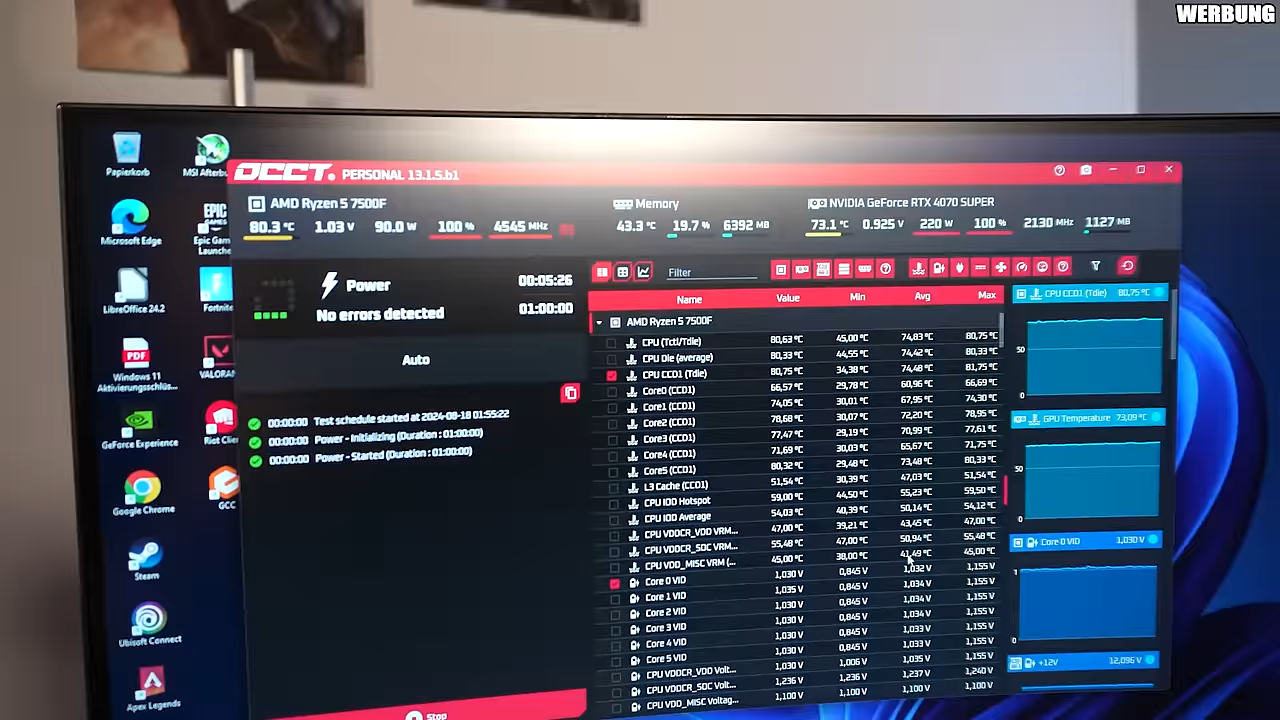 WERBUNG
Papierkorb
MSI Afterbu
Microsoft Edge
EPIC GAMES
Epic Gam
Launche
LibreOffice 24.2
Fortnite
PDF
Windows 11
Aktivierungsschlüs...
VALORAN
GeForce Experience
Riot Clie
Google Chrome
GCC
Steam
Ubisoft Connect
Apex Legends
OCCT. PERSONAL 13.1.5.b1
AMD Ryzen 5 7500F
80.3 °C 1.03 V 90.0 W 100 % 4545 MHz
Memory
43.3 °C 19.7 % 6392 MB
NVIDIA GeForce RTX 4070 SUPER
73.1 °C 0.925 V 220 W 100 % 2130 MHz 1127 MB
Power 00:05:26
No errors detected 01:00:00
Auto
00:00:00 Test schedule started at 2024-08-18 01:55:22
00:00:00 Power - Initializing (Duration : 01:00:00)
00:00:00 Power - Started (Duration : 01:00:00)
Stop
Filter
Name Value Min Avg Max
AMD Ryzen 5 7500F
CPU (Tctl/Tdie) 80,63 °C 45,00 °C 74,83 °C 80,75 °C
CPU Die (average) 80,33 °C 44,55 °C 74,42 °C 80,33 °C
CPU CCD1 (Tdie) 80,75 °C 34,38 °C 74,48 °C 81,75 °C
Core0 (CCD1) 66,57 °C 29,78 °C 60,96 °C 66,69 °C
Core1 (CCD1) 74,05 °C 30,01 °C 67,95 °C 74,30 °C
Core2 (CCD1) 78,68 °C 30,07 °C 72,20 °C 78,95 °C
Core3 (CCD1) 77,47 °C 29,19 °C 70,99 °C 77,61 °C
Core4 (CCD1) 71,69 °C 30,03 °C 65,67 °C 71,75 °C
Core5 (CCD1) 80,32 °C 29,48 °C 73,48 °C 80,33 °C
L3 Cache (CCD1) 51,54 °C 30,39 °C 47,03 °C 51,54 °C
CPU IOD Hotspot 59,00 °C 44,50 °C 55,23 °C 59,50 °C
CPU IOD Average 54,03 °C 40,39 °C 50,14 °C 54,12 °C
CPU VDDCR_VDD VRM... 47,00 °C 39,21 °C 43,45 °C 47,00 °C
CPU VDDCR_SOC VRM... 55,48 °C 47,00 °C 50,94 °C 55,48 °C
CPU VDD_MISC VRM (... 45,00 °C 38,00 °C 41,49 °C 45,00 °C
Core 0 VID 1,030 V 0,845 V 1,032 V 1,155 V
Core 1 VID 1,035 V 0,845 V 1,034 V 1,155 V
Core 2 VID 1,030 V 0,845 V 1,034 V 1,155 V
Core 3 VID 1,030 V 0,845 V 1,033 V 1,155 V
Core 4 VID 1,030 V 0,845 V 1,033 V 1,155 V
Core 5 VID 1,030 V 1,006 V 1,035 V 1,155 V
CPU VDDCR_VDD Volt... 1,236 V 1,236 V 1,237 V 1,240 V
CPU VDDCR_SOC Volt... 1,100 V 1,100 V 1,100 V 1,100 V
CPU VDD_MISC Voltag...
CPU CCD1 (Tdie) 80,75 °C
50
0
GPU Temperature 73,09 °C
50
0
Core 0 VID 1,030 V
1
0
+12V 12,096 V